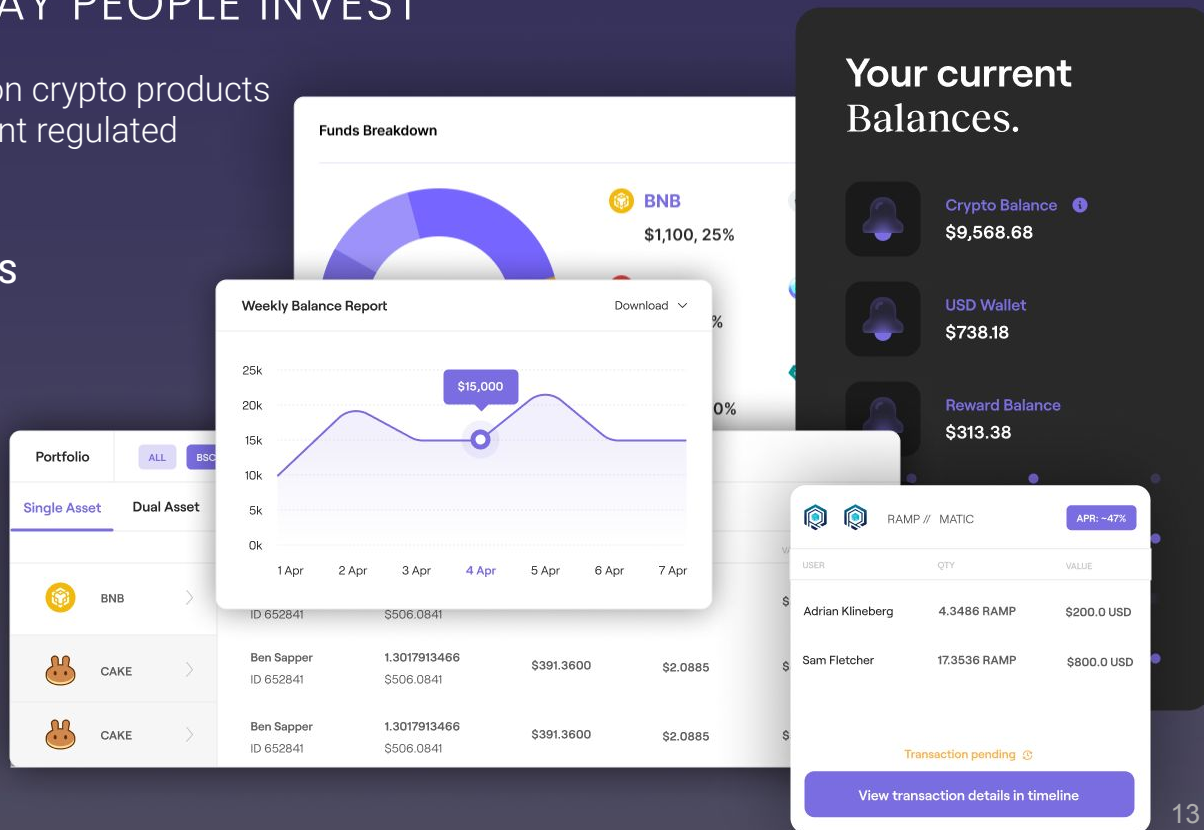 AY PEOPLE INVEST
on crypto products
nt regulated
s
Funds Breakdown
BNB
$1,100, 25%
%
0%
Your current
Balances.
Crypto Balance
$9,568.68
USD Wallet
$738.18
Reward Balance
$313.38
Weekly Balance Report
Download
25k
20k
15k
10k
5k
0k
$15,000
1 Apr 2 Apr 3 Apr 4 Apr 5 Apr 6 Apr 7 Apr
Portfolio ALL BSC
Single Asset Dual Asset
BNB
ID 652841 $506.0841
CAKE
Ben Sapper 1.3017913466 $391.3600 $2.0885 $
ID 652841 $506.0841
CAKE
Ben Sapper 1.3017913466 $391.3600 $2.0885 $
ID 652841 $506.0841
RAMP // MATIC APR: ~47%
USER QTY VALUE
Adrian Klineberg 4.3486 RAMP $200.0 USD
Sam Fletcher 17.3536 RAMP $800.0 USD
Transaction pending
View transaction details in timeline
13